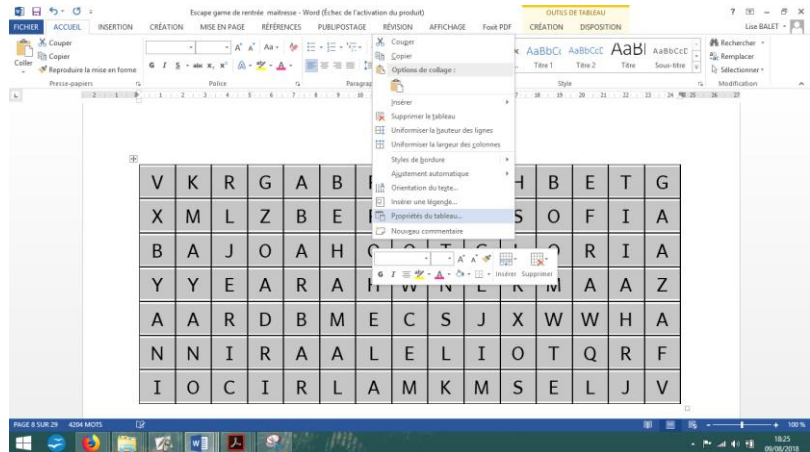 Escape game de rentrée maitresse - Word (Échec de l'activation du produit)
OUTILS DE TABLEAU
FICHIER ACCUEIL INSERTION CRÉATION MISE EN PAGE RÉFÉRENCES PUBLIPOSTAGE RÉVISION AFFICHAGE Foxit PDF CRÉATION DISPOSITION Lise BALET
Coller
Couper
Copier
Reproduire la mise en forme
Presse-papiers
Police
Style
Modification
AaBbCc AaBbCcC AaBl AaBbCcC
Titre 1 Titre 2 Titre Sous-titre
Rechercher
Remplacer
Sélectionner
Couper
Copier
Options de collage :
Insérer
Supprimer le tableau
Uniformiser la hauteur des lignes
Uniformiser la largeur des colonnes
Styles de bordure
Ajustement automatique
Orientation du texte...
Insérer une légende...
Propriétés du tableau...
Nouveau commentaire
Insérer Supprimer
V K R G A B H B E T G
X M L Z B E S O F I A
B A J O A H R I A
Y Y E A R A A A Z
A A R D B M E C S J X W W H A
N N I R A A L E L I O T Q R F
I O C I R L A M K M S E L J V
PAGE 8 SUR 29 4204 MOTS
100 %
18:25
09/08/2018